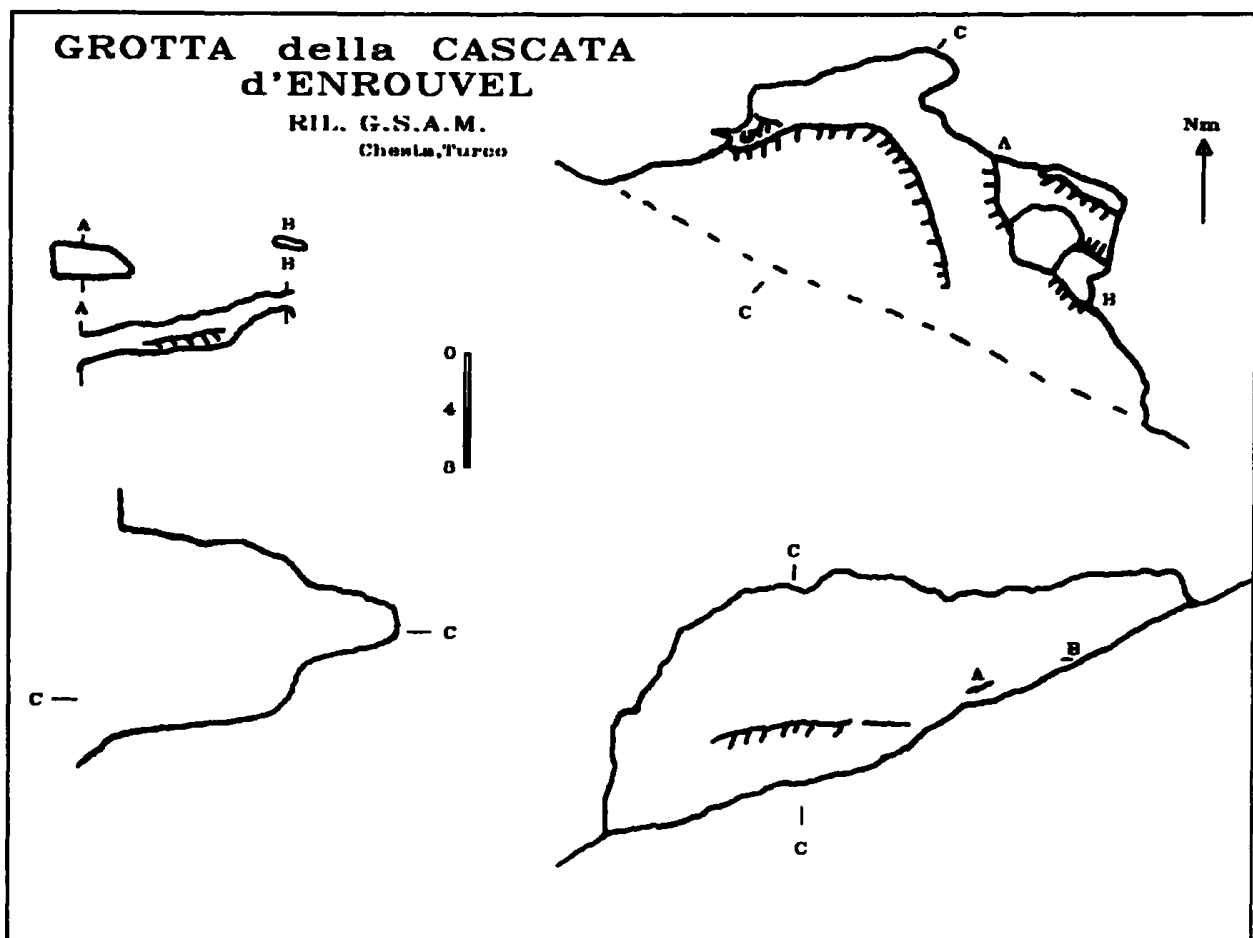 GROTTA della CASCATA
d'ENROUVEL
RIL. G.S.A.M.
Chesta, Turco
Nm
C
A
B
C
A
B
B
A
A
0
4
8
C
C
C
B
A
C